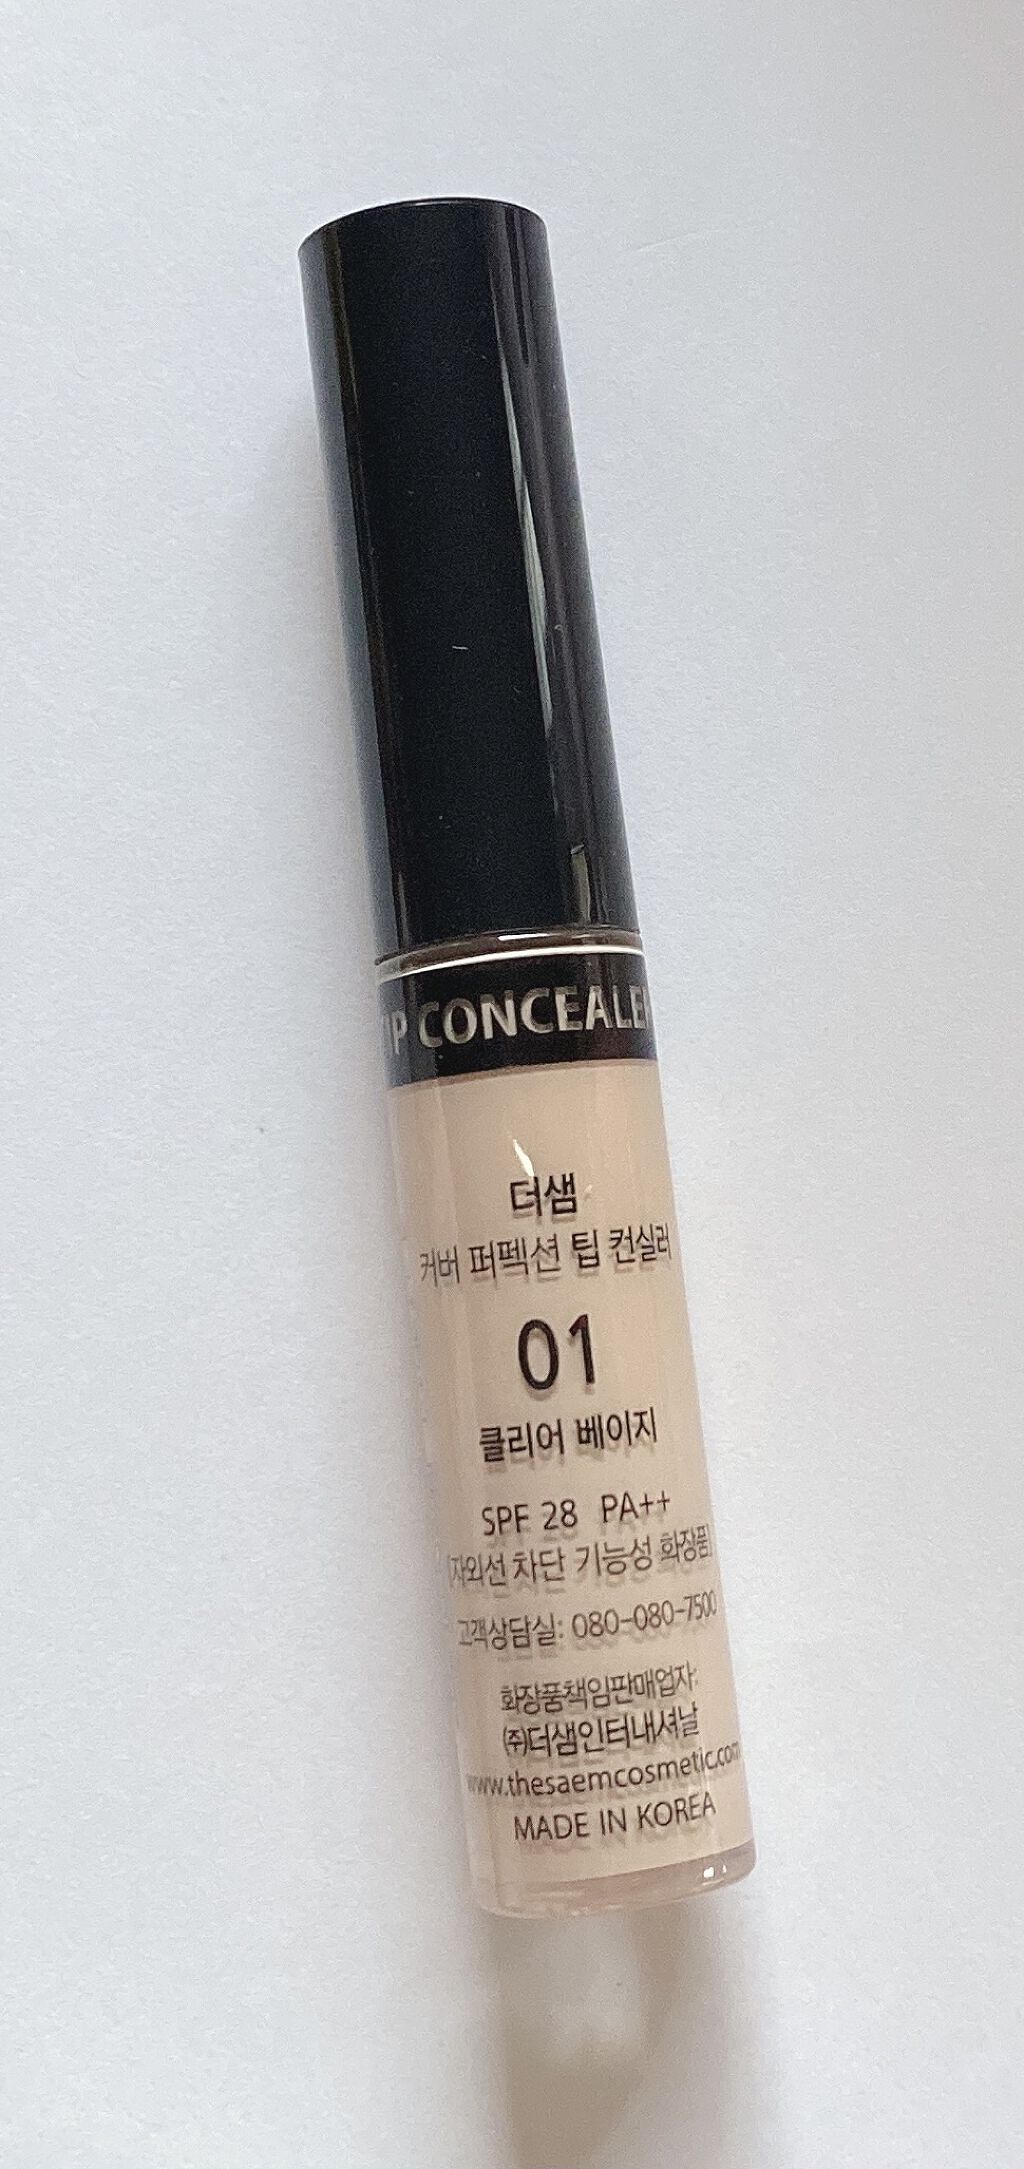 TIP CONCEALER
더샘
커버 퍼펙션 팁 컨실러
01
클리어 베이지
SPF 28 PA++
(자외선 차단 기능성 화장품)
고객상담실: 080-080-7500
화장품책임판매업자:
(주)더샘인터내셔날
www.thesaemcosmetic.com
MADE IN KOREA